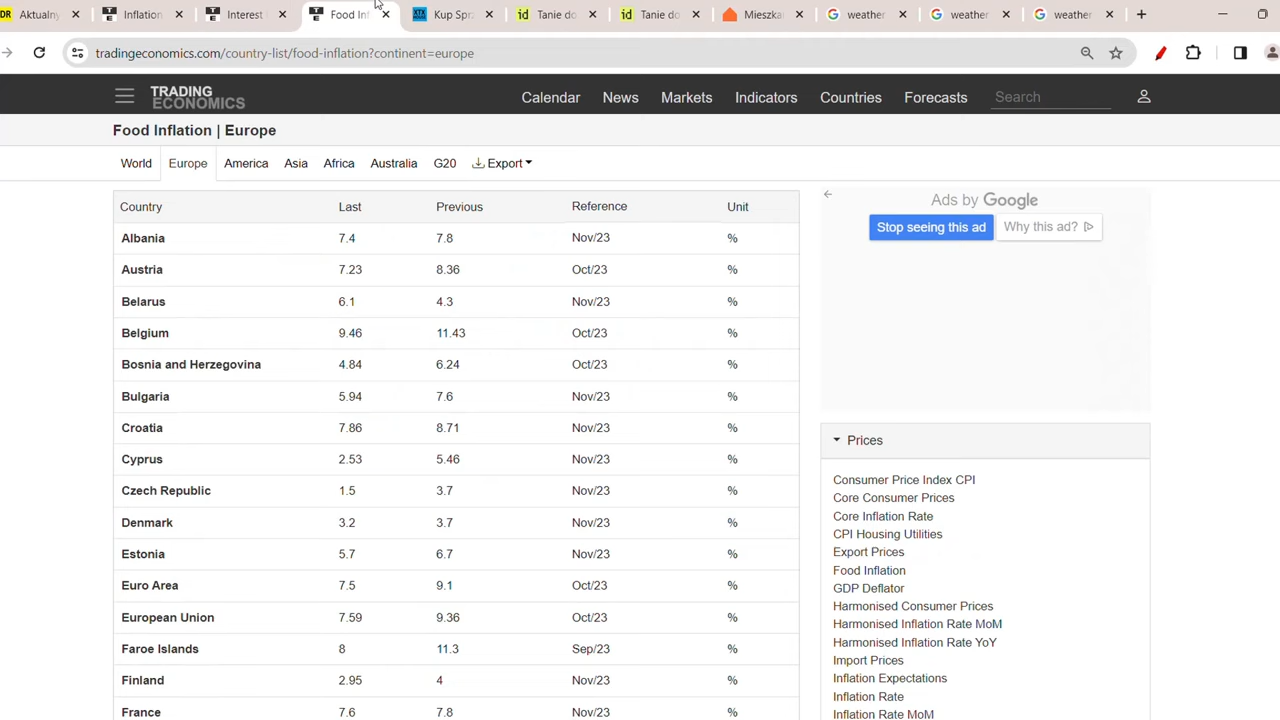 DR Aktualny
Inflation
Interest
Food Inf
Kup Sprz
id Tanie do
id Tanie do
Mieszka
weather
weather
weather
tradingeconomics.com/country-list/food-inflation?continent=europe
TRADING
ECONOMICS
Calendar News Markets Indicators Countries Forecasts Search
Food Inflation | Europe
World Europe America Asia Africa Australia G20 Export
Country Last Previous Reference Unit
Albania 7.4 7.8 Nov/23 %
Austria 7.23 8.36 Oct/23 %
Belarus 6.1 4.3 Nov/23 %
Belgium 9.46 11.43 Oct/23 %
Bosnia and Herzegovina 4.84 6.24 Oct/23 %
Bulgaria 5.94 7.6 Nov/23 %
Croatia 7.86 8.71 Nov/23 %
Cyprus 2.53 5.46 Nov/23 %
Czech Republic 1.5 3.7 Nov/23 %
Denmark 3.2 3.7 Nov/23 %
Estonia 5.7 6.7 Nov/23 %
Euro Area 7.5 9.1 Oct/23 %
European Union 7.59 9.36 Oct/23 %
Faroe Islands 8 11.3 Sep/23 %
Finland 2.95 4 Nov/23 %
France 7.6 7.8 Nov/23 %
Ads by Google
Stop seeing this ad Why this ad?
Prices
Consumer Price Index CPI
Core Consumer Prices
Core Inflation Rate
CPI Housing Utilities
Export Prices
Food Inflation
GDP Deflator
Harmonised Consumer Prices
Harmonised Inflation Rate MoM
Harmonised Inflation Rate YoY
Import Prices
Inflation Expectations
Inflation Rate
Inflation Rate MoM